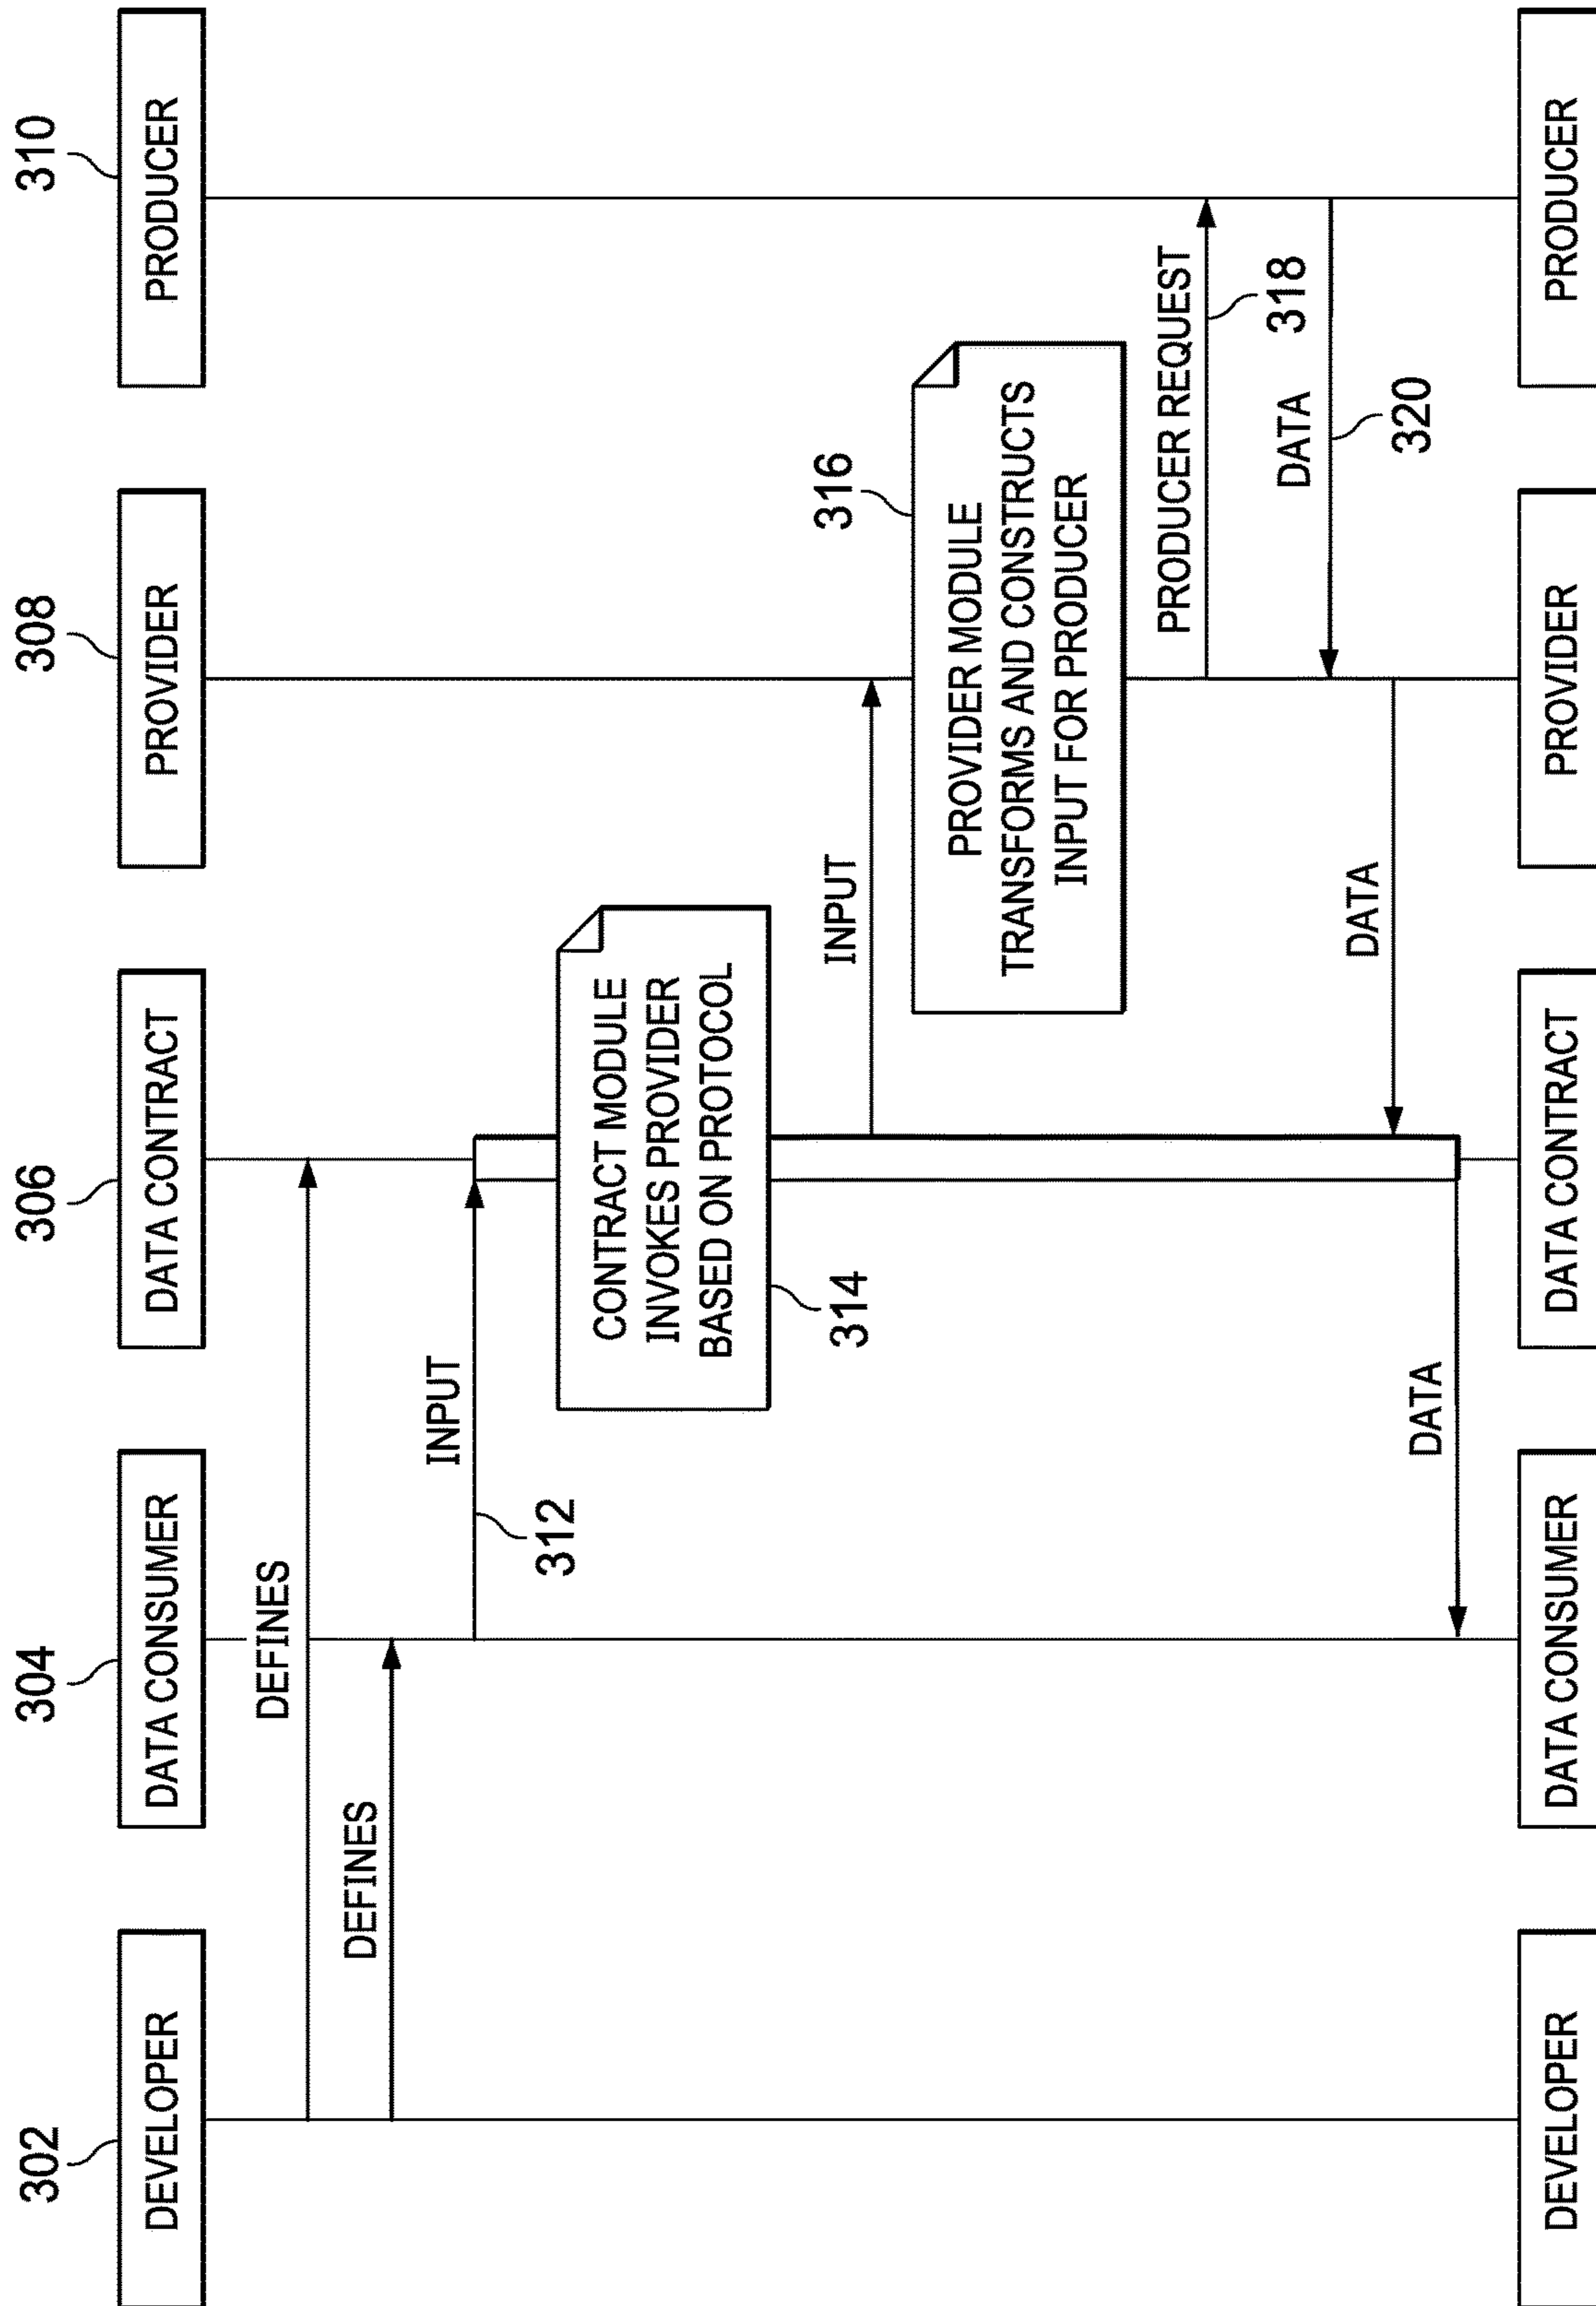 302
304
306
308
310
DEVELOPER
DATA CONSUMER
DATA CONTRACT
PROVIDER
PRODUCER
DEFINES
DEFINES
INPUT
312
CONTRACT MODULE
INVOKES PROVIDER
BASED ON PROTOCOL
314
INPUT
316
PROVIDER MODULE
TRANSFORMS AND CONSTRUCTS
INPUT FOR PRODUCER
PRODUCER REQUEST
318
DATA
320
DATA
DATA
DEVELOPER
DATA CONSUMER
DATA CONTRACT
PROVIDER
PRODUCER